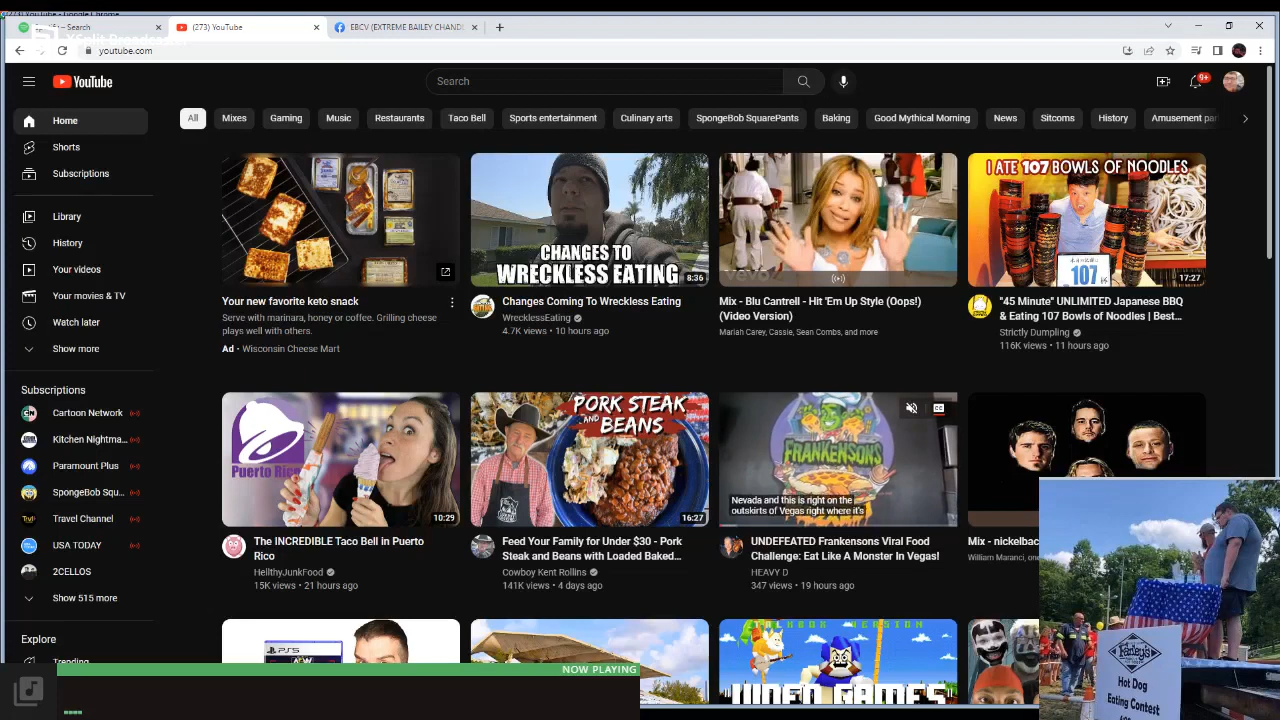 Search
(273) YouTube
EBCV (EXTREME BAILEY CHAND
XSplit Broadcaster
youtube.com
YouTube
Search
9+
Home
Shorts
Subscriptions
Library
History
Your videos
Your movies & TV
Watch later
Show more
Subscriptions
Cartoon Network
Kitchen Nightma...
Paramount Plus
SpongeBob Squ...
Travel Channel
USA TODAY
2CELLOS
Show 515 more
Explore
Trending
All
Mixes
Gaming
Music
Restaurants
Taco Bell
Sports entertainment
Culinary arts
SpongeBob SquarePants
Baking
Good Mythical Morning
News
Sitcoms
History
Amusement par
Your new favorite keto snack
Serve with marinara, honey or coffee. Grilling cheese
plays well with others.
Ad • Wisconsin Cheese Mart
CHANGES TO
WRECKLESS EATING
8:36
Changes Coming To Wreckless Eating
WrecklessEating
4.7K views • 10 hours ago
Mix - Blu Cantrell - Hit 'Em Up Style (Oops!)
(Video Version)
Mariah Carey, Cassie, Sean Combs, and more
I ATE 107 BOWLS OF NOODLES
107
17:27
"45 Minute" UNLIMITED Japanese BBQ
& Eating 107 Bowls of Noodles | Best...
Strictly Dumpling
116K views • 11 hours ago
Puerto Rico
10:29
The INCREDIBLE Taco Bell in Puerto
Rico
HellthyJunkFood
15K views • 21 hours ago
PORK STEAK
AND
BEANS
16:27
Feed Your Family for Under $30 - Pork
Steak and Beans with Loaded Baked...
Cowboy Kent Rollins
141K views • 4 days ago
FRANKENSONS
Nevada and this is right on the
outskirts of Vegas right where it's
UNDEFEATED Frankensons Viral Food
Challenge: Eat Like A Monster In Vegas!
HEAVY D
347 views • 19 hours ago
Mix - nickelbac
William Maranci, one
PS5
TALKBOX VERSION
NOW PLAYING
Farley's
Hot Dog
Eating Contest